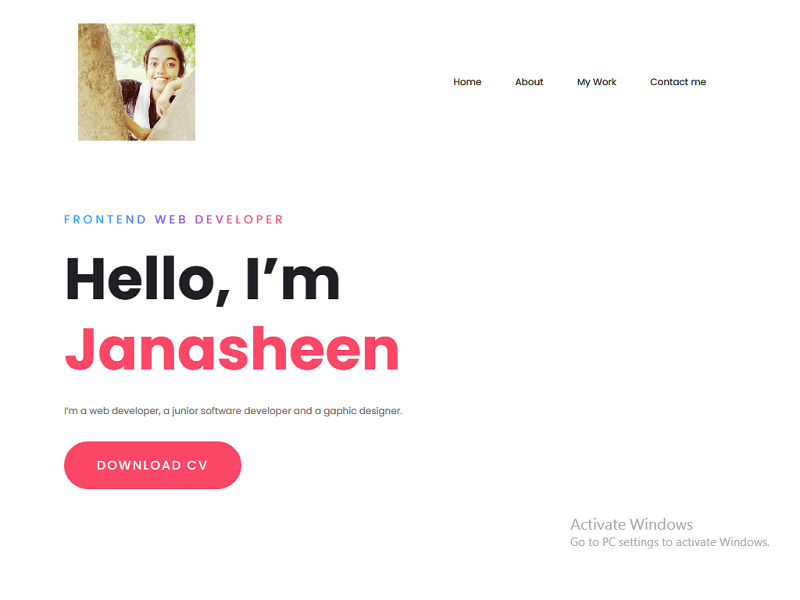 Home About My Work Contact me
FRONTEND WEB DEVELOPER
Hello, I’m
Janasheen
I’m a web developer, a junior software developer and a gaphic designer.
DOWNLOAD CV
Activate Windows
Go to PC settings to activate Windows.